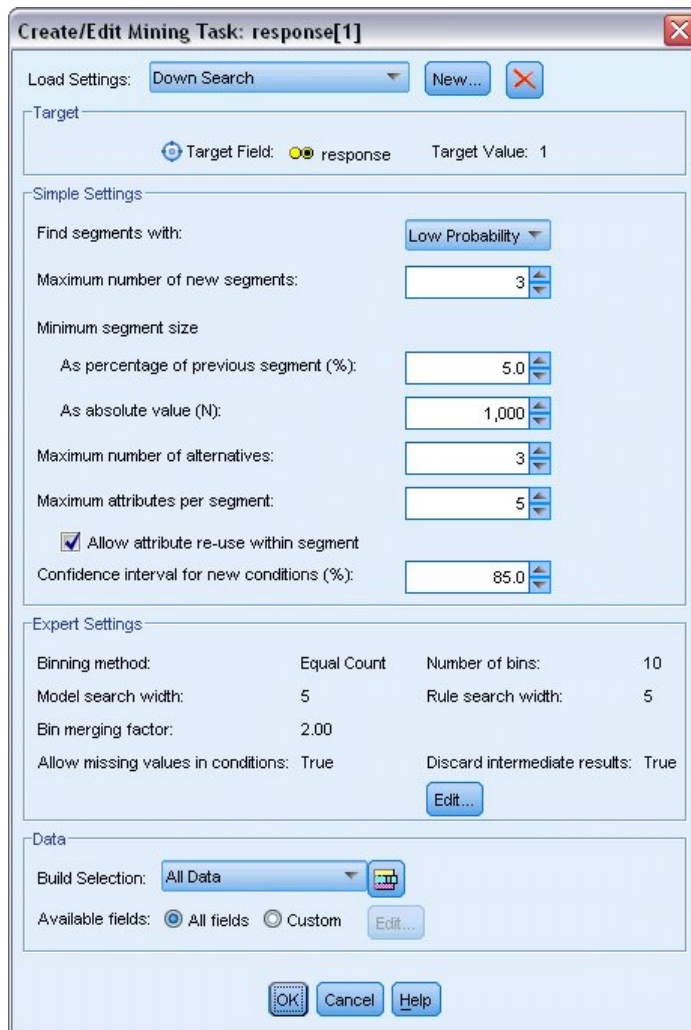 Create/Edit Mining Task: response[1]
Load Settings: Down Search New...
Target
Target Field: response Target Value: 1
Simple Settings
Find segments with: Low Probability
Maximum number of new segments: 3
Minimum segment size
As percentage of previous segment (%): 5.0
As absolute value (N): 1,000
Maximum number of alternatives: 3
Maximum attributes per segment: 5
Allow attribute re-use within segment
Confidence interval for new conditions (%): 85.0
Expert Settings
Binning method: Equal Count Number of bins: 10
Model search width: 5 Rule search width: 5
Bin merging factor: 2.00
Allow missing values in conditions: True Discard intermediate results: True
Edit...
Data
Build Selection: All Data
Available fields: All fields Custom Edit...
OK Cancel Help